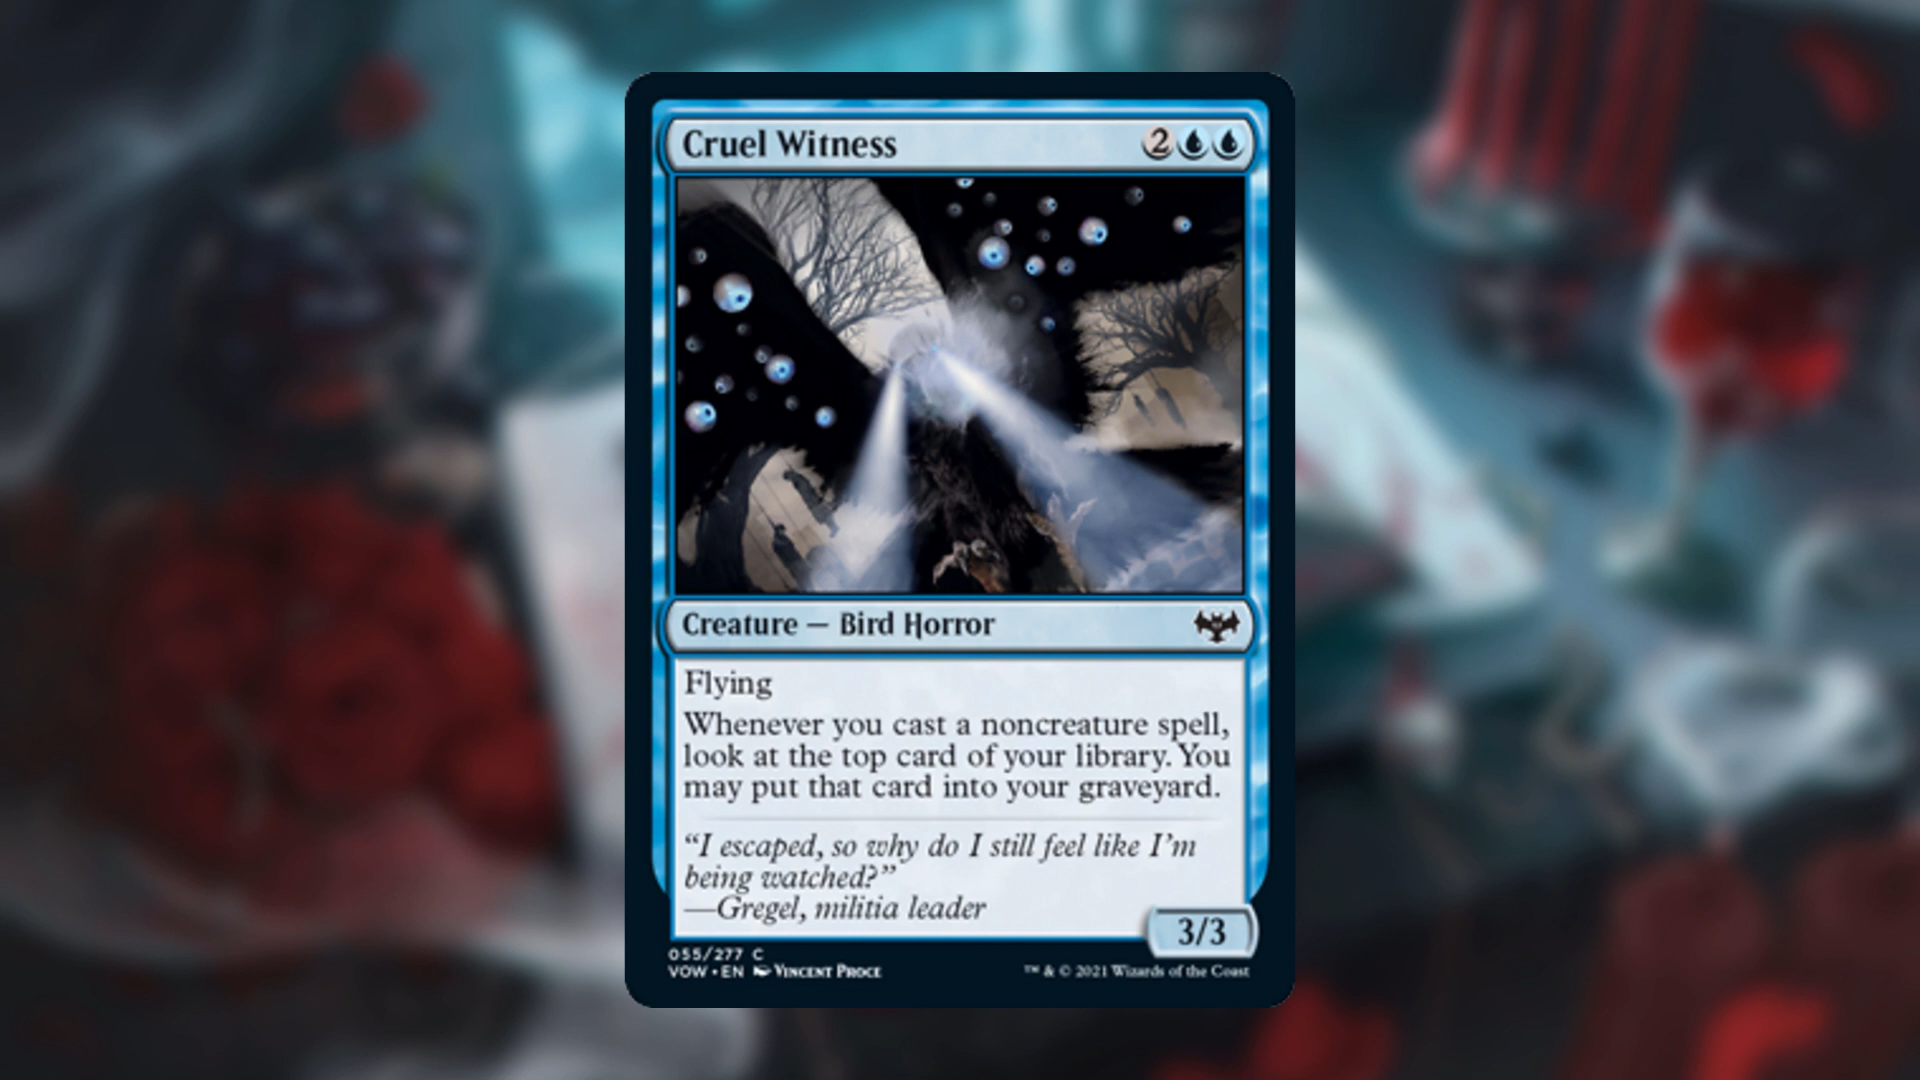 Cruel Witness 2
Creature — Bird Horror
Flying
Whenever you cast a noncreature spell,
look at the top card of your library. You
may put that card into your graveyard.
“I escaped, so why do I still feel like I’m
being watched?”
—Gregel, militia leader
3/3
055/277 C
VOW • EN Vincent Proce
™ & © 2021 Wizards of the Coast